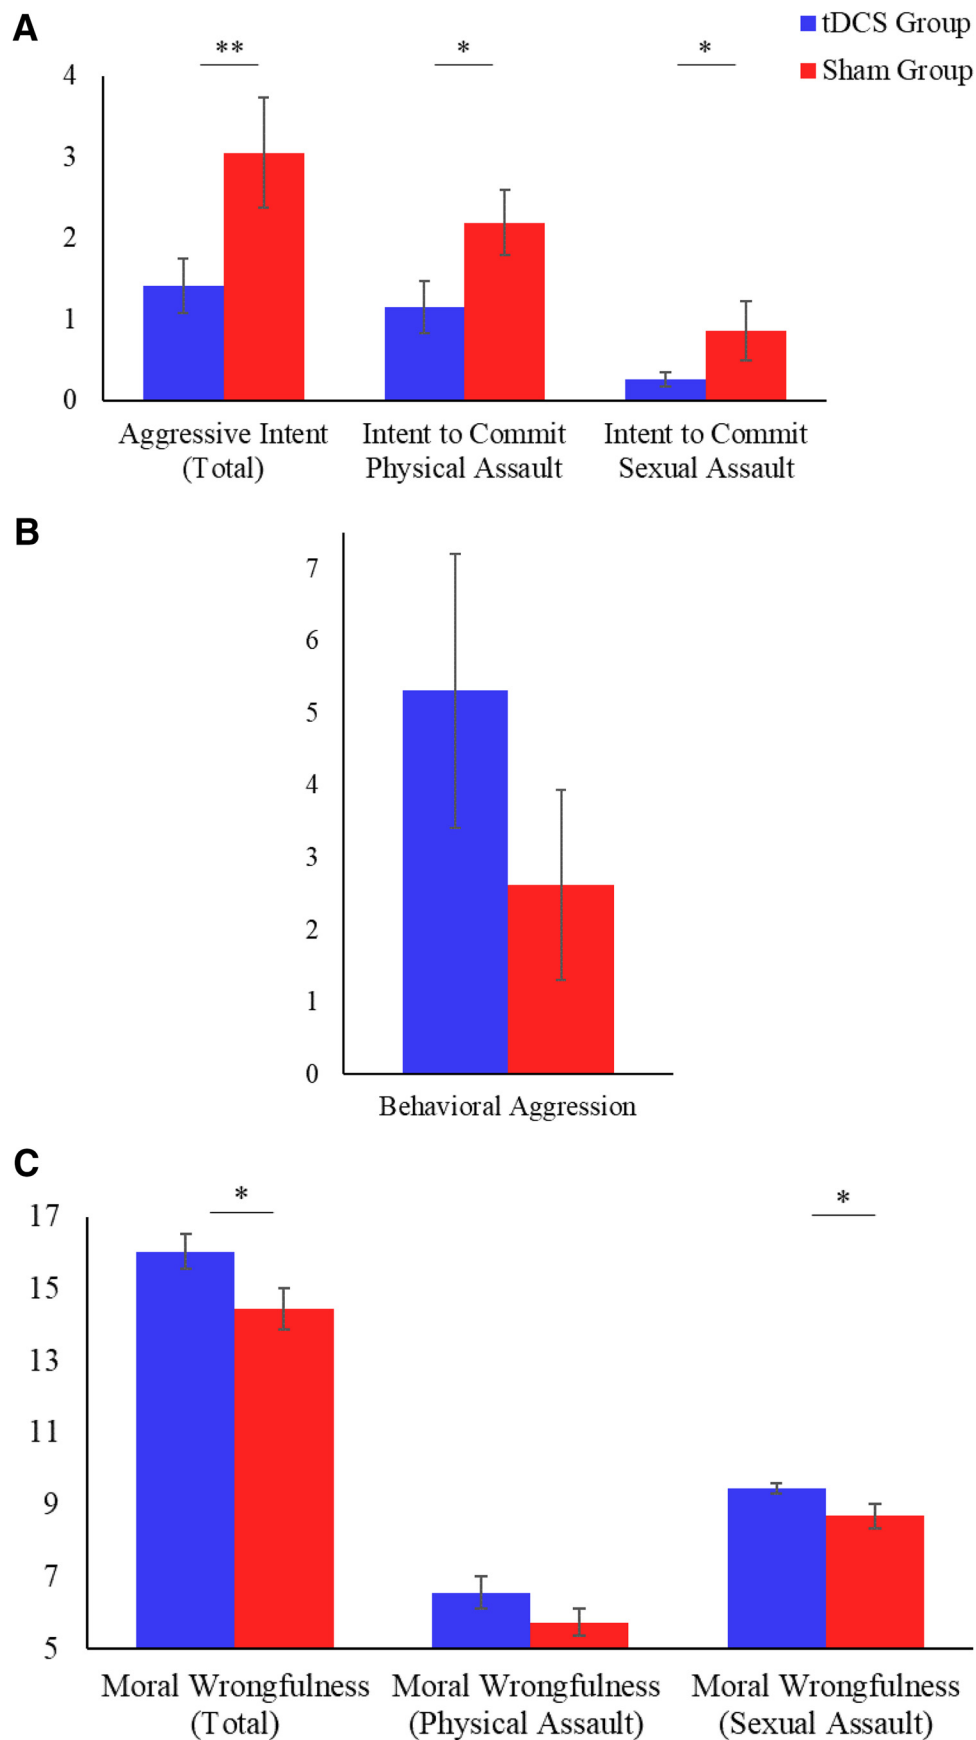 A
tDCS Group
Sham Group
** * *
4
3
2
1
0
Aggressive Intent
(Total)
Intent to Commit
Physical Assault
Intent to Commit
Sexual Assault
B
7
6
5
4
3
2
1
0
Behavioral Aggression
C
* *
17
15
13
11
9
7
5
Moral Wrongfulness
(Total)
Moral Wrongfulness
(Physical Assault)
Moral Wrongfulness
(Sexual Assault)